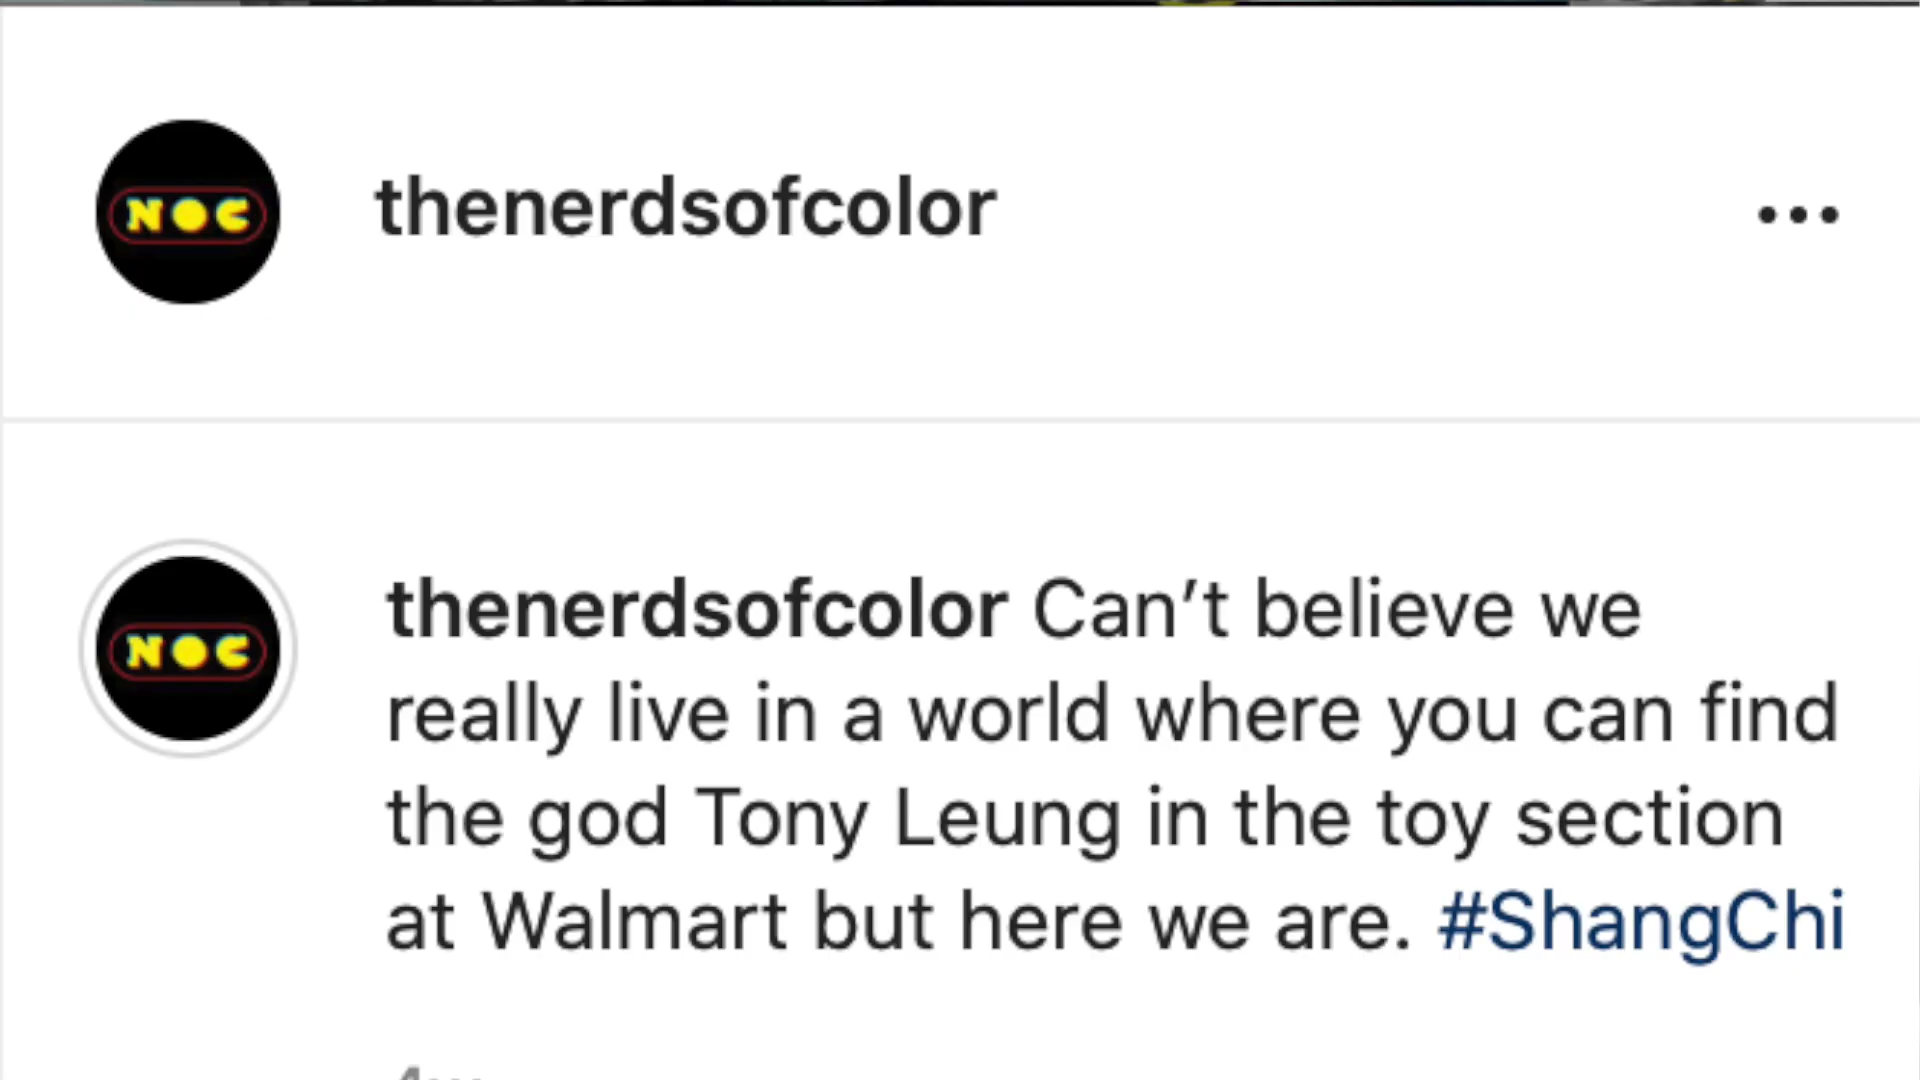 NOC
thenerdsofcolor
NOC
thenerdsofcolor Can’t believe we
really live in a world where you can find
the god Tony Leung in the toy section
at Walmart but here we are. #ShangChi